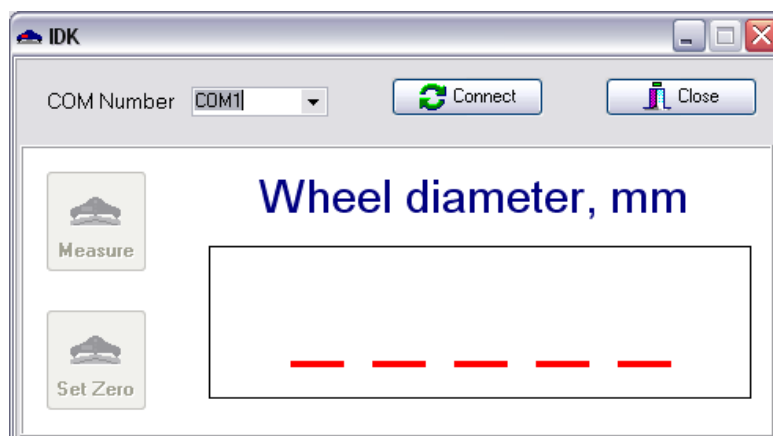 IDK
COM Number COM1 Connect Close
Wheel diameter, mm
Measure
_ _ _ _ _
Set Zero